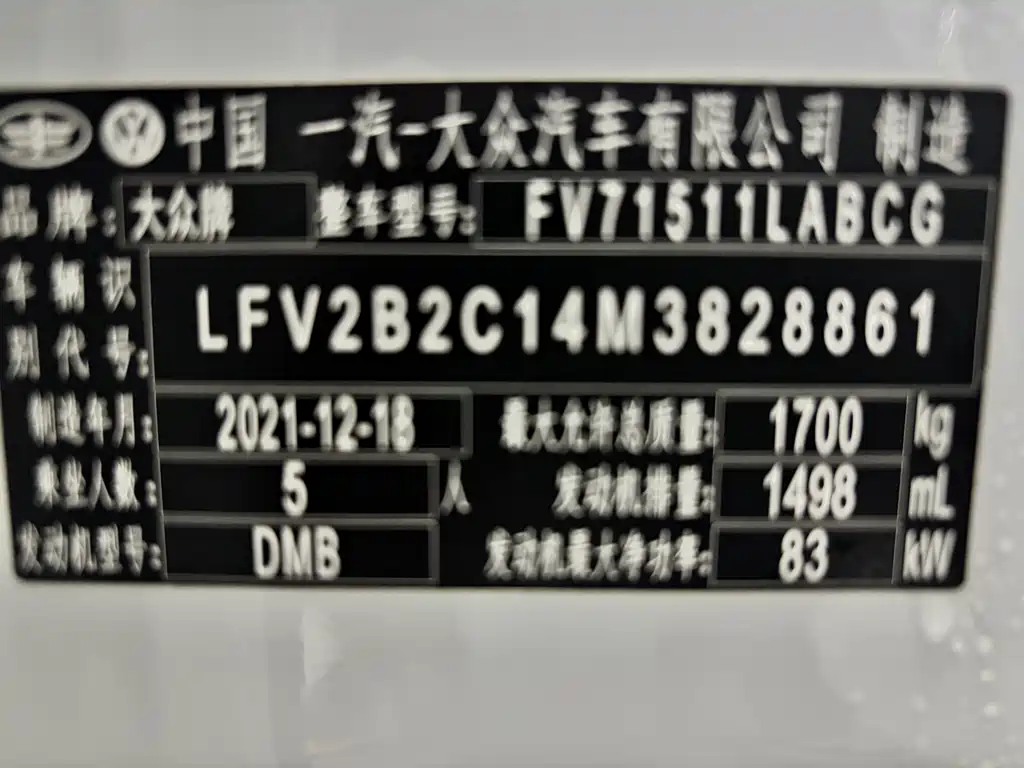 中国 一汽-大众汽车有限公司 制造
品牌: 大众牌 整车型号: FV71511LABCG
车辆识别代号: LFV2B2C14M3828861
制造年月: 2021-12-18 最大允许总质量: 1700 kg
乘坐人数: 5 人 发动机排量: 1498 mL
发动机型号: DMB 发动机最大净功率: 83 kW